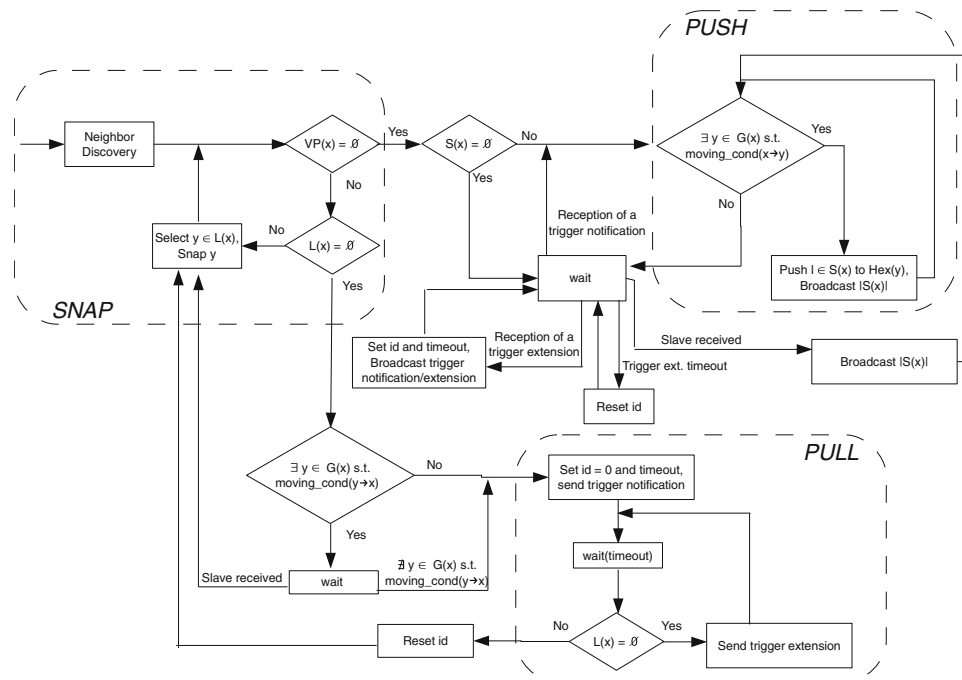 PUSH
Neighbor
Discovery
VP(x) = Ø
Yes
S(x) = Ø
No
∃ y ∈ G(x) s.t.
moving_cond(x→y)
Yes
No
Yes
No
Select y ∈ L(x),
Snap y
No
L(x) = Ø
Yes
Reception of a
trigger notification
wait
Push l ∈ S(x) to Hex(y),
Broadcast |S(x)|
SNAP
Set id and timeout,
Broadcast trigger
notification/extension
Reception of a
trigger extension
Slave received
Trigger ext. timeout
Broadcast |S(x)|
Reset id
∃ y ∈ G(x) s.t.
moving_cond(y→x)
No
Yes
PULL
Set id = 0 and timeout,
send trigger notification
wait(timeout)
Slave received
wait
∄ y ∈ G(x) s.t.
moving_cond(y→x)
Reset id
No
L(x) = Ø
Yes
Send trigger extension